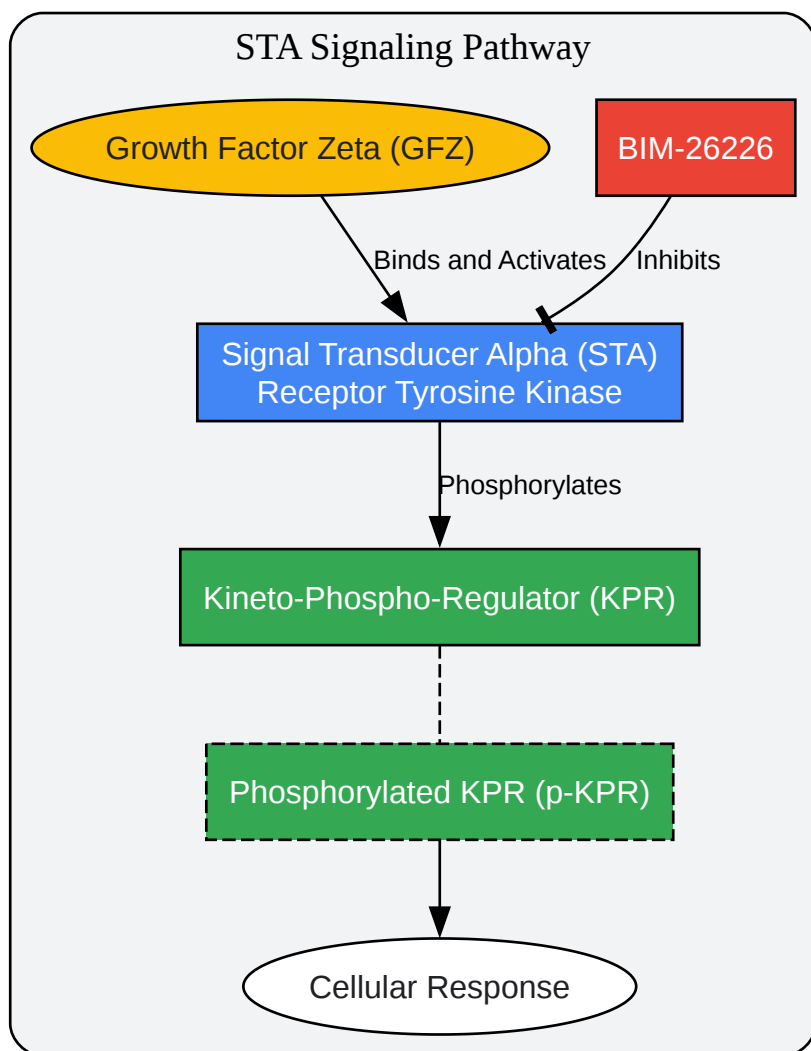 STA Signaling Pathway
Growth Factor Zeta (GFZ)
BIM-26226
Binds and Activates
Inhibits
Signal Transducer Alpha (STA)
Receptor Tyrosine Kinase
Phosphorylates
Kineto-Phospho-Regulator (KPR)
Phosphorylated KPR (p-KPR)
Cellular Response